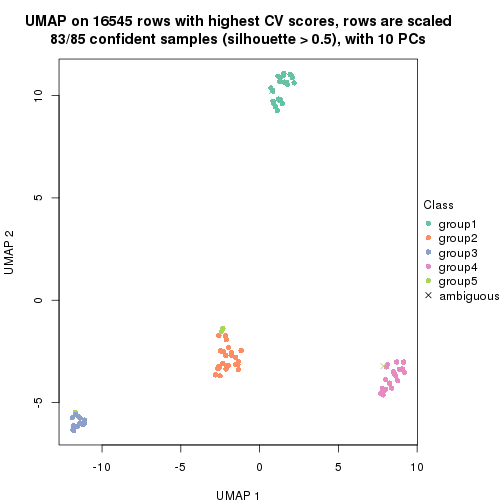 UMAP on 16545 rows with highest CV scores, rows are scaled
83/85 confident samples (silhouette > 0.5), with 10 PCs
10
5
0
-5
UMAP 2
-10
-5
0
5
10
UMAP 1
Class
group1
group2
group3
group4
group5
ambiguous